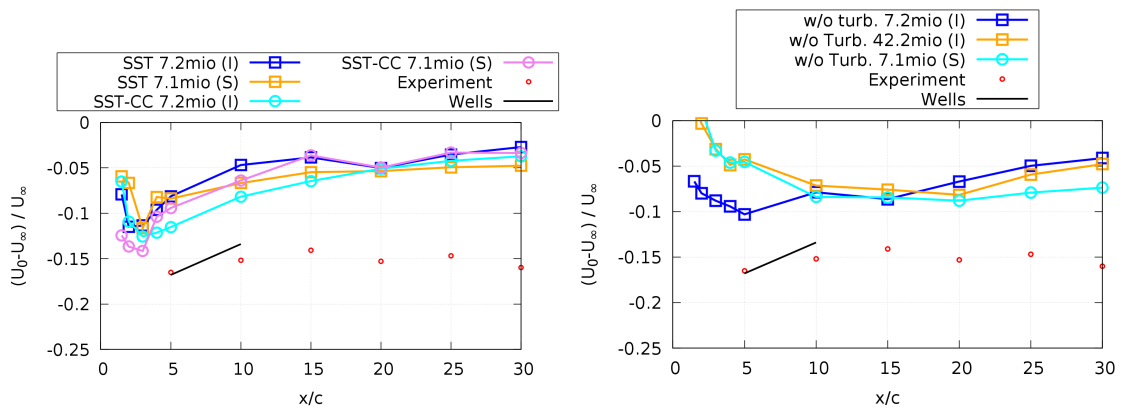 SST 7.2mio (I)
SST 7.1mio (S)
SST-CC 7.2mio (I)
SST-CC 7.1mio (S)
Experiment
Wells
0
-0.05
-0.1
-0.15
-0.2
-0.25
(U₀-U∞) / U∞
0 5 10 15 20 25 30
x/c
w/o turb. 7.2mio (I)
w/o Turb. 42.2mio (I)
w/o Turb. 7.1mio (S)
Experiment
Wells
0
-0.05
-0.1
-0.15
-0.2
-0.25
(U₀-U∞) / U∞
0 5 10 15 20 25 30
x/c